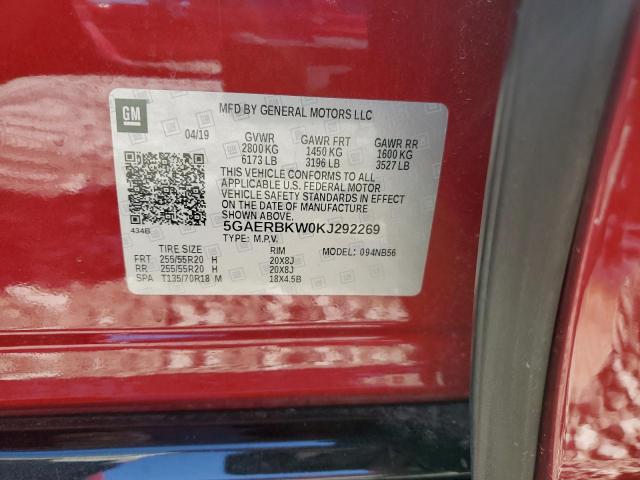 GM
MFD BY GENERAL MOTORS LLC
04/19 GVWR GAWR FRT GAWR RR
2800 KG 1450 KG 1600 KG
6173 LB 3196 LB 3527 LB
THIS VEHICLE CONFORMS TO ALL
APPLICABLE U.S. FEDERAL MOTOR
VEHICLE SAFETY STANDARDS IN EFFECT
ON THE DATE OF MANUFACTURE
SHOWN ABOVE.
434B 5GAERBKW0KJ292269
TYPE: M.P.V. MODEL: 094NB56
TIRE SIZE RIM
FRT 255/55R20 H 20X8J
RR 255/55R20 H 20X8J
SPA T135/70R18 M 18X4.5B